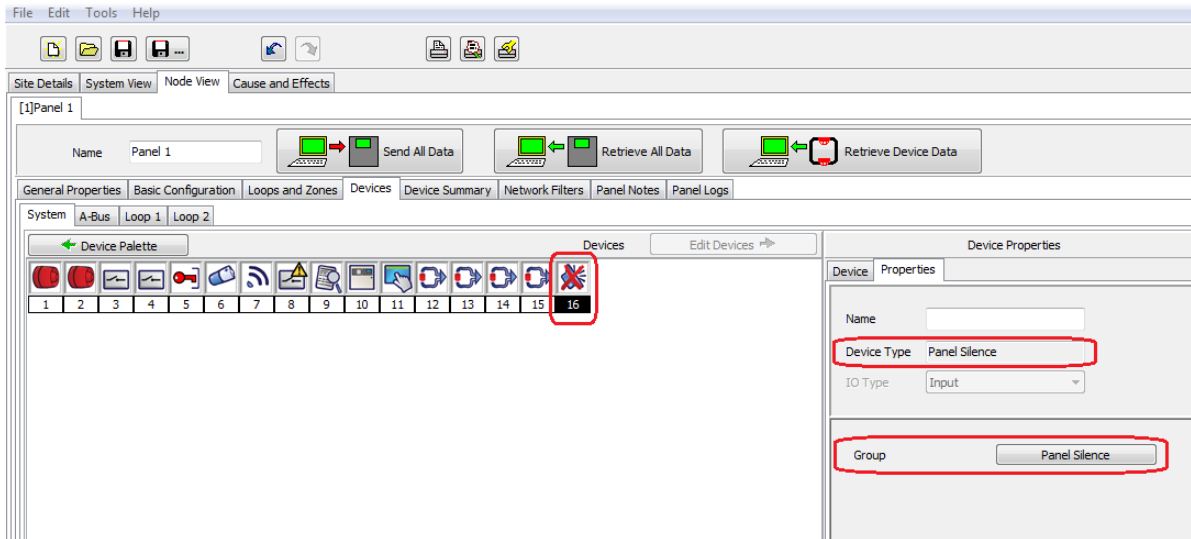 File Edit Tools Help
...
Site Details System View Node View Cause and Effects
[1]Panel 1
Name Panel 1 Send All Data Retrieve All Data Retrieve Device Data
General Properties Basic Configuration Loops and Zones Devices Device Summary Network Filters Panel Notes Panel Logs
System A-Bus Loop 1 Loop 2
Device Palette Devices Edit Devices Device Properties
Device Properties
1 2 3 4 5 6 7 8 9 10 11 12 13 14 15 16
Name
Device Type Panel Silence
IO Type Input
Group Panel Silence